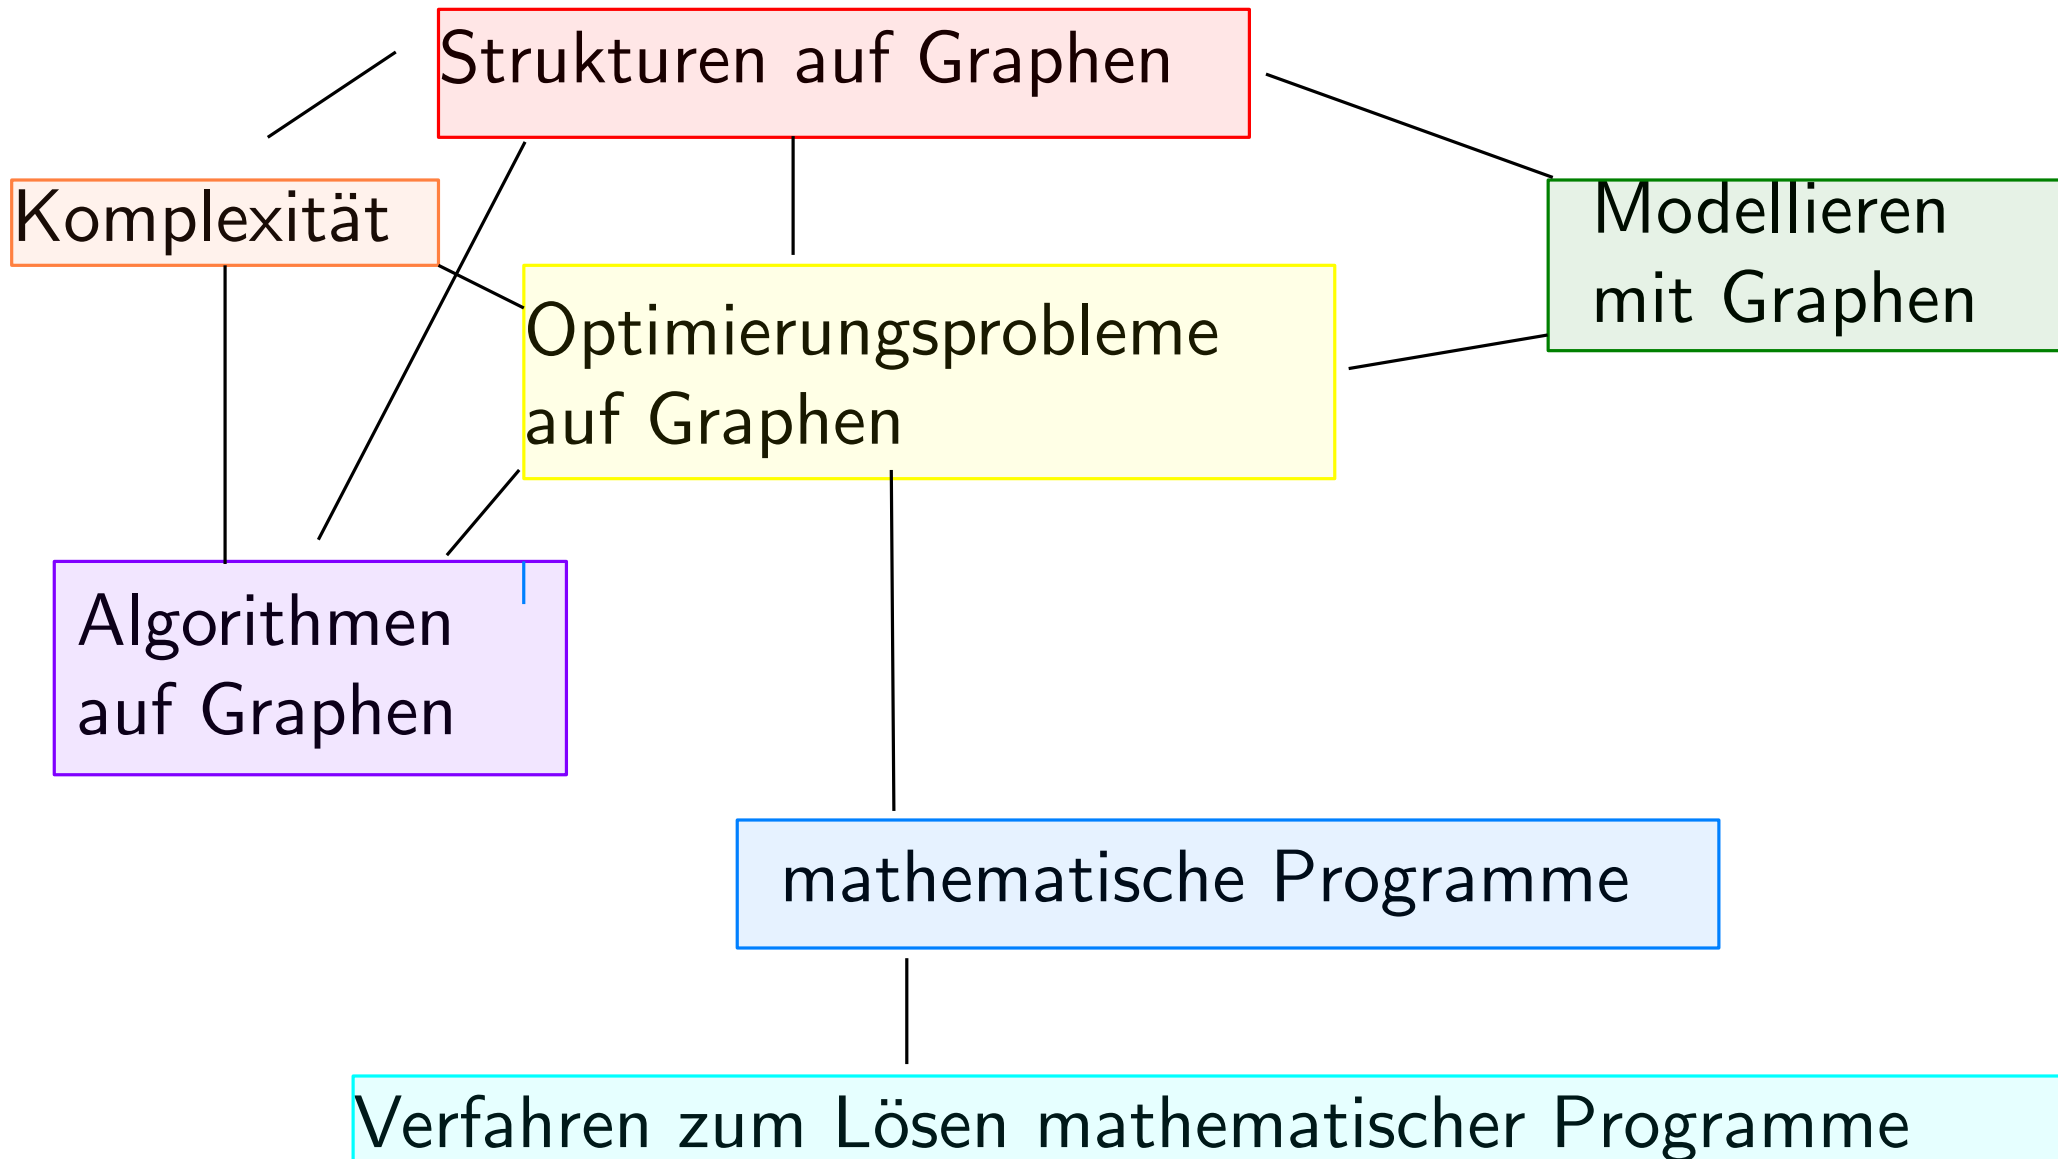 Strukturen auf Graphen
Komplexität
Modellieren
mit Graphen
Optimierungsprobleme
auf Graphen
Algorithmen
auf Graphen
mathematische Programme
Verfahren zum Lösen mathematischer Programme